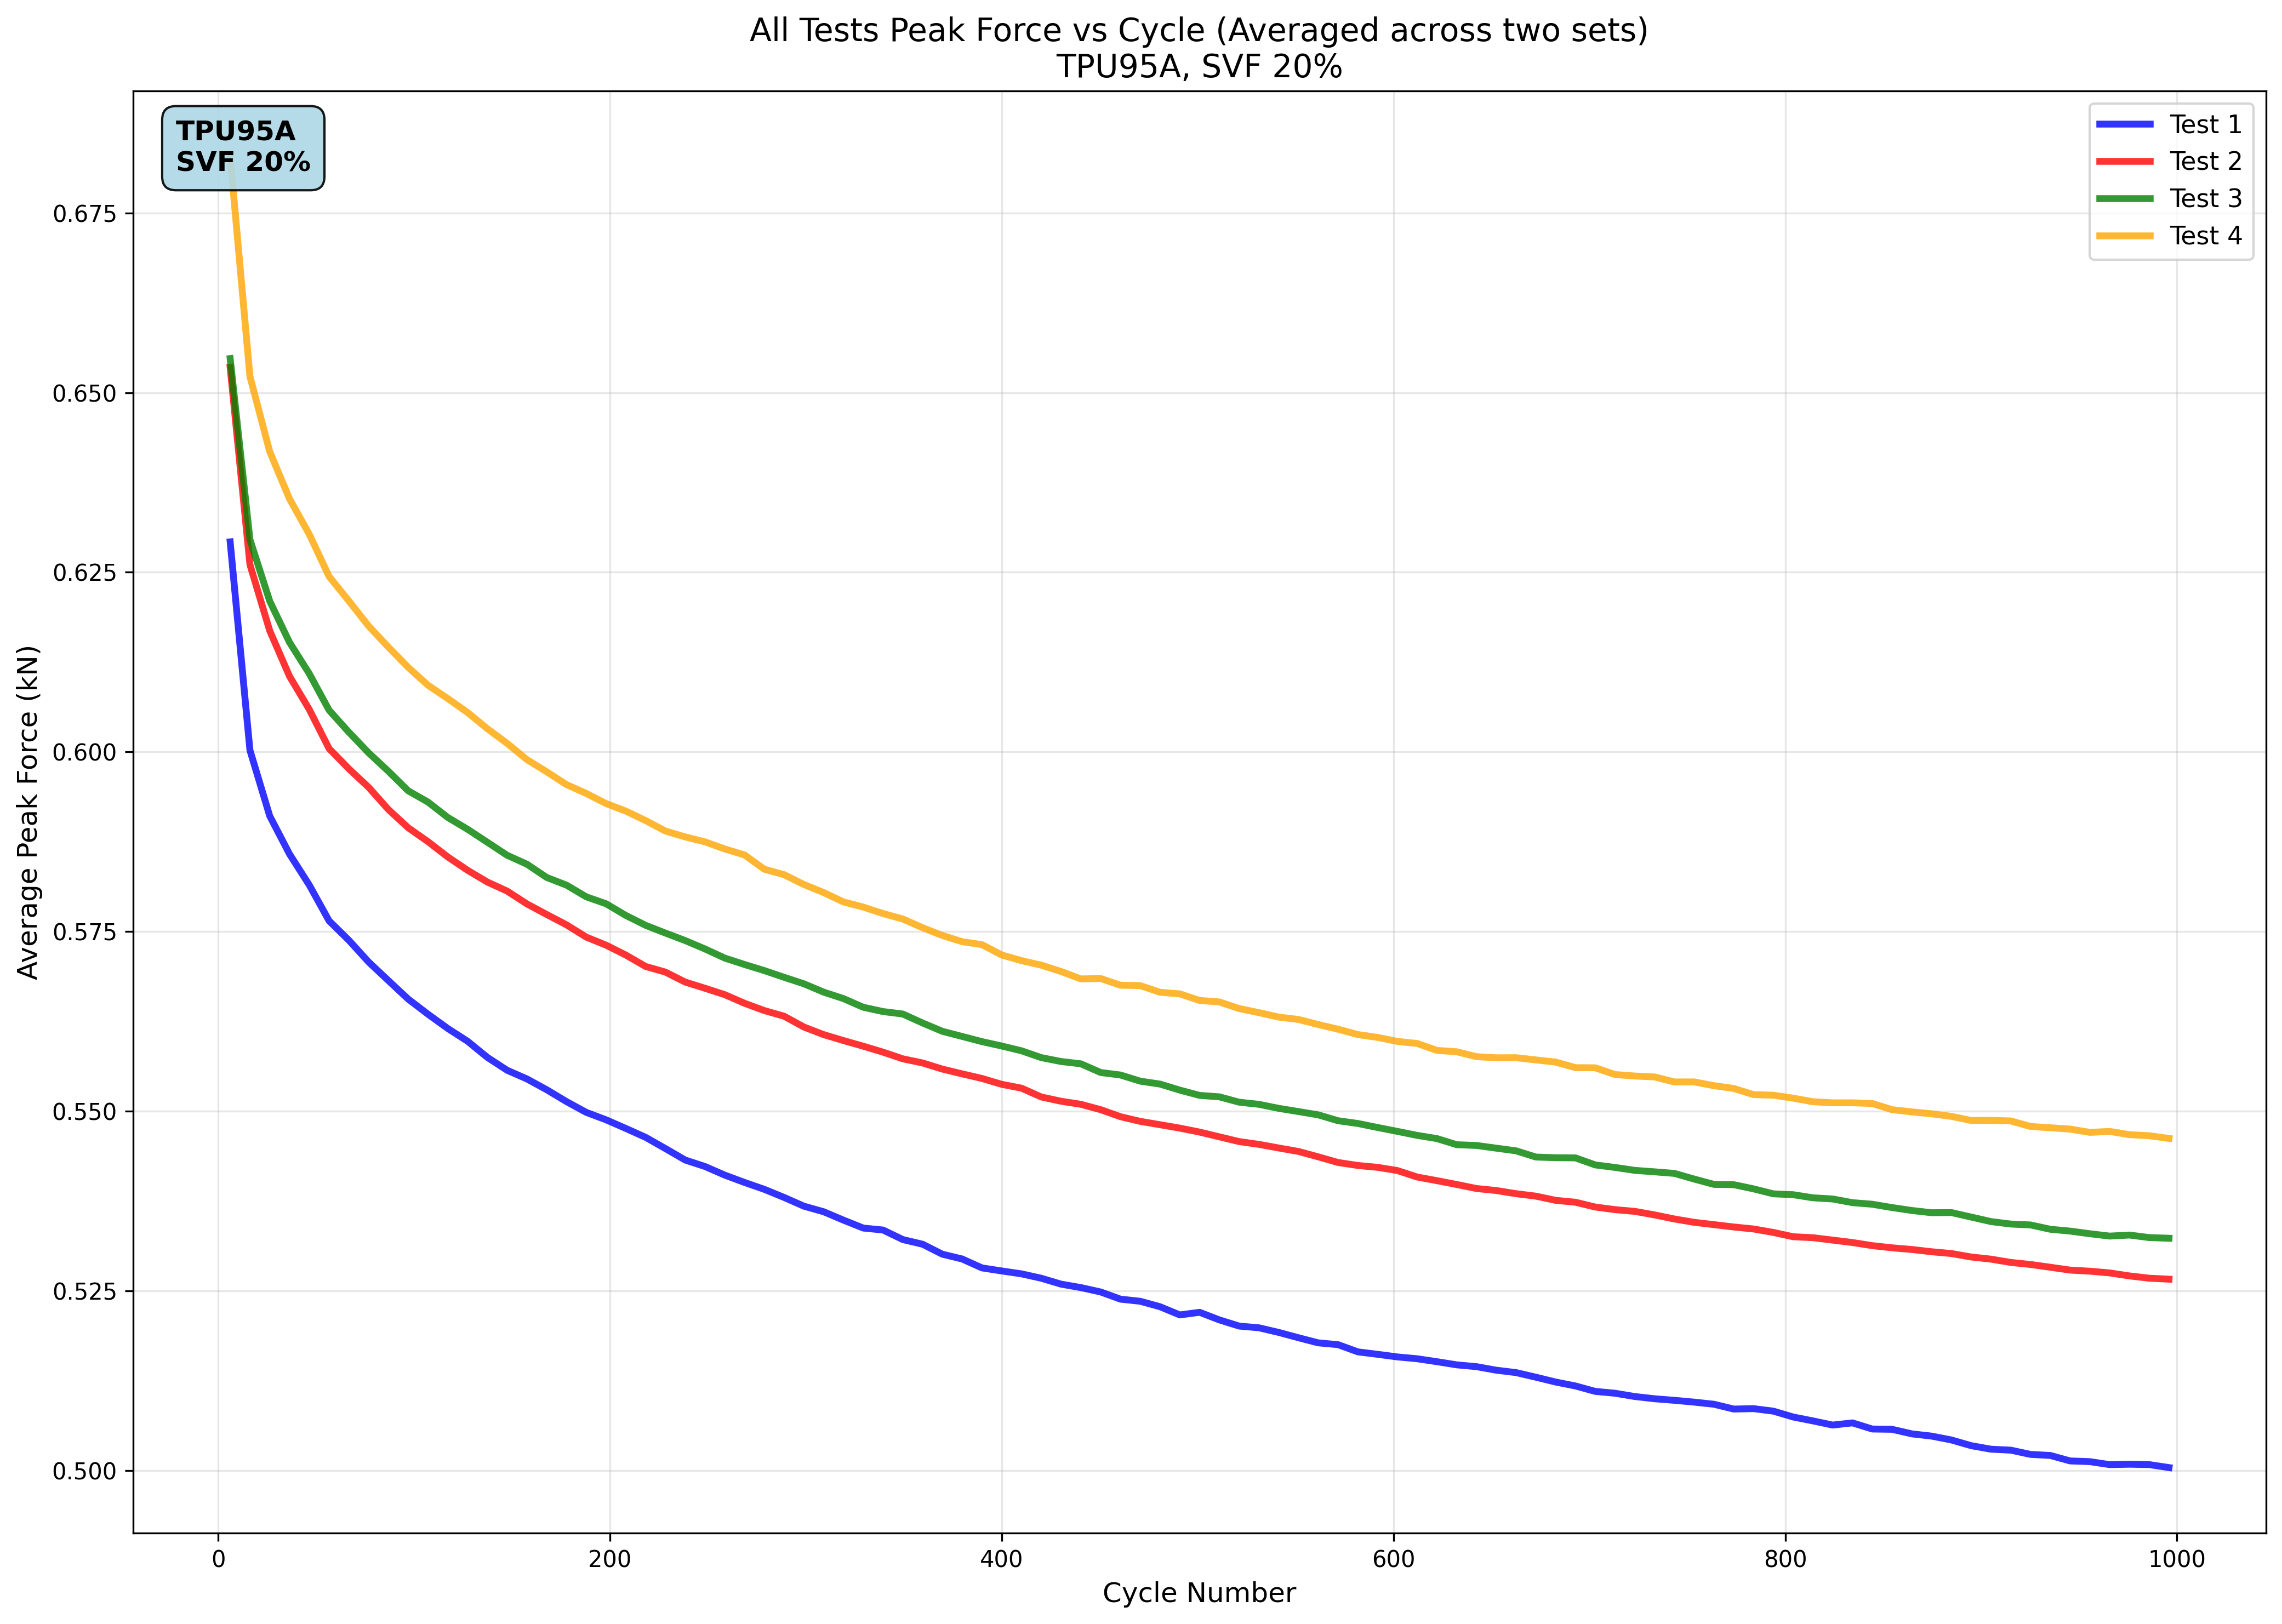 All Tests Peak Force vs Cycle (Averaged across two sets)
TPU95A, SVF 20%
TPU95A
SVF 20%
Test 1
Test 2
Test 3
Test 4
Average Peak Force (kN)
0.675
0.650
0.625
0.600
0.575
0.550
0.525
0.500
0
200
400
600
800
1000
Cycle Number